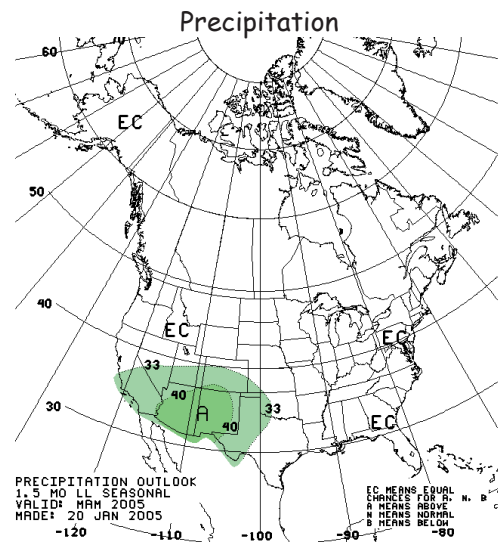 Precipitation
70
60
EC
50
40
EC
EC
33
40
33
A
40
30
EC
PRECIPITATION OUTLOOK
1.5 MO LL SEASONAL
VALID: MAM 2005
MADE: 20 JAN 2005
EC MEANS EQUAL
CHANCES FOR A, N, B
A MEANS ABOVE
N MEANS NORMAL
B MEANS BELOW
-120
-110
-100
-90
-80